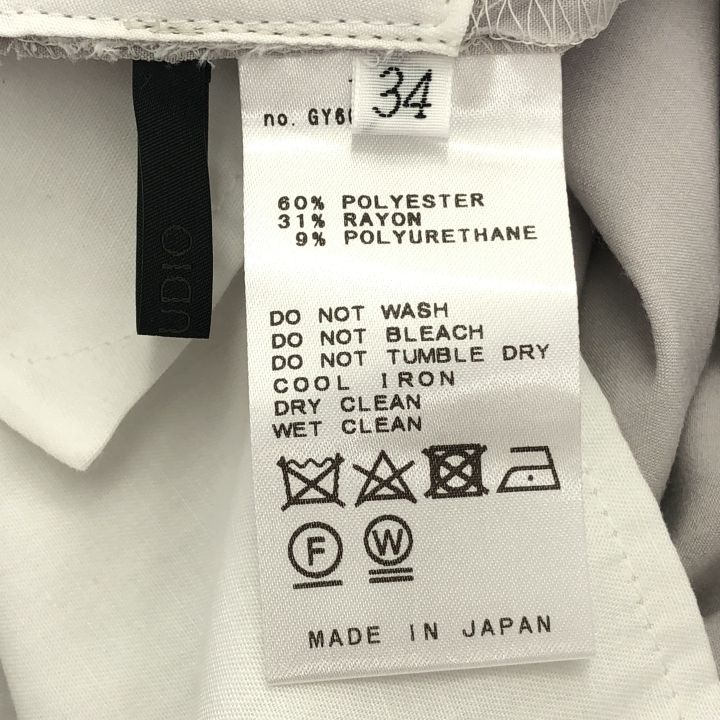 34
no. GY6
60% POLYESTER
31% RAYON
9% POLYURETHANE
DO NOT WASH
DO NOT BLEACH
DO NOT TUMBLE DRY
COOL IRON
DRY CLEAN
WET CLEAN
F W
MADE IN JAPAN
UDIO